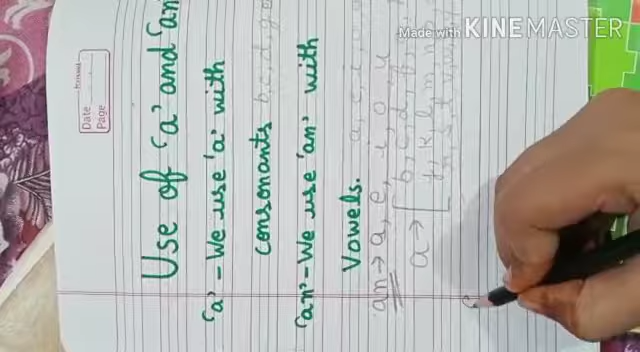 Made with KINEMASTER
Date
Page
Use of 'a' and 'an'
'a' - We use 'a' with
consonants b, c, d, g
'an' - We use 'an' with
Vowels. a, e, i, o
an → a, e, i, o u
a → [ b, c, d, f,
j, k, l, m, n, p